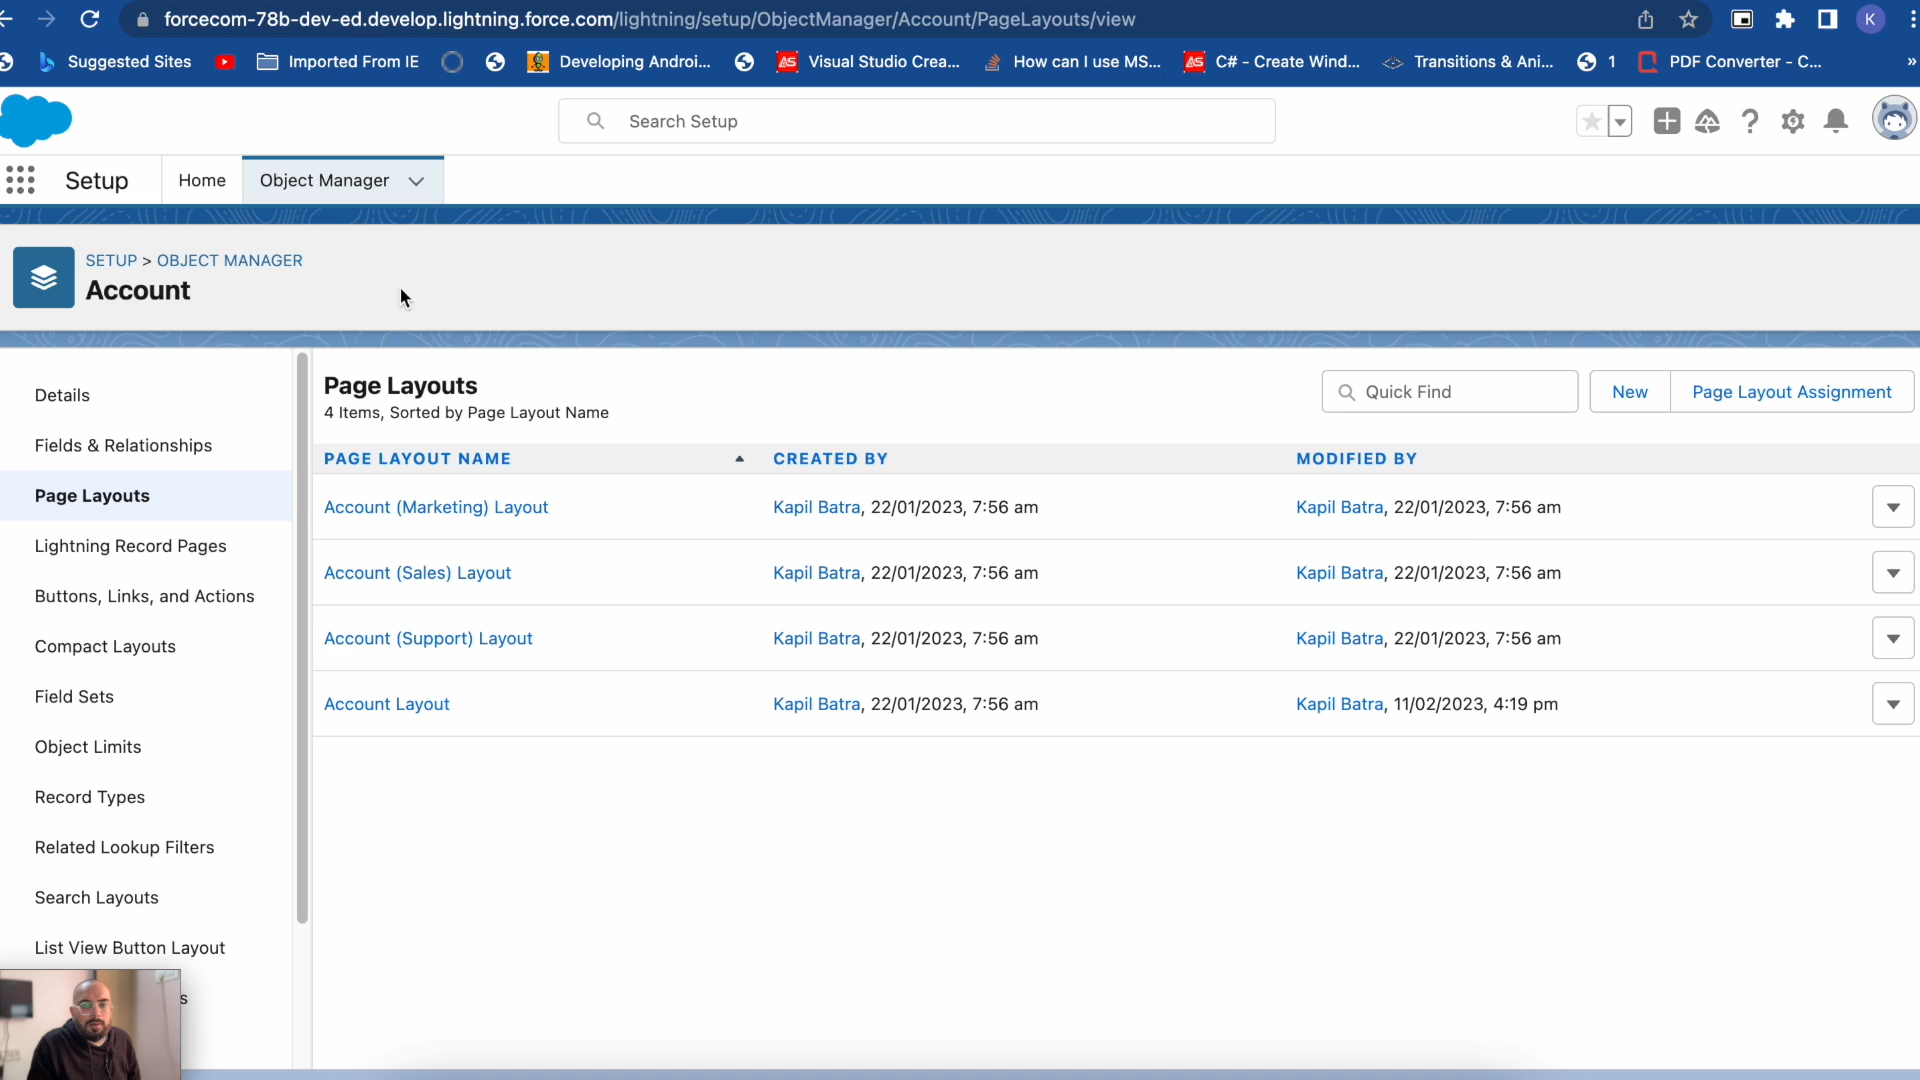 forcecom-78b-dev-ed.develop.lightning.force.com/lightning/setup/ObjectManager/Account/PageLayouts/view
K
Suggested Sites
Imported From IE
Developing Androi...
Visual Studio Crea...
How can I use MS...
C# - Create Wind...
Transitions & Ani...
1
PDF Converter - C...
»
Search Setup
Setup
Home
Object Manager
SETUP > OBJECT MANAGER
Account
Details
Fields & Relationships
Page Layouts
Lightning Record Pages
Buttons, Links, and Actions
Compact Layouts
Field Sets
Object Limits
Record Types
Related Lookup Filters
Search Layouts
List View Button Layout
s
Page Layouts
4 Items, Sorted by Page Layout Name
Quick Find
New
Page Layout Assignment
PAGE LAYOUT NAME CREATED BY MODIFIED BY
Account (Marketing) Layout Kapil Batra, 22/01/2023, 7:56 am Kapil Batra, 22/01/2023, 7:56 am
Account (Sales) Layout Kapil Batra, 22/01/2023, 7:56 am Kapil Batra, 22/01/2023, 7:56 am
Account (Support) Layout Kapil Batra, 22/01/2023, 7:56 am Kapil Batra, 22/01/2023, 7:56 am
Account Layout Kapil Batra, 22/01/2023, 7:56 am Kapil Batra, 11/02/2023, 4:19 pm